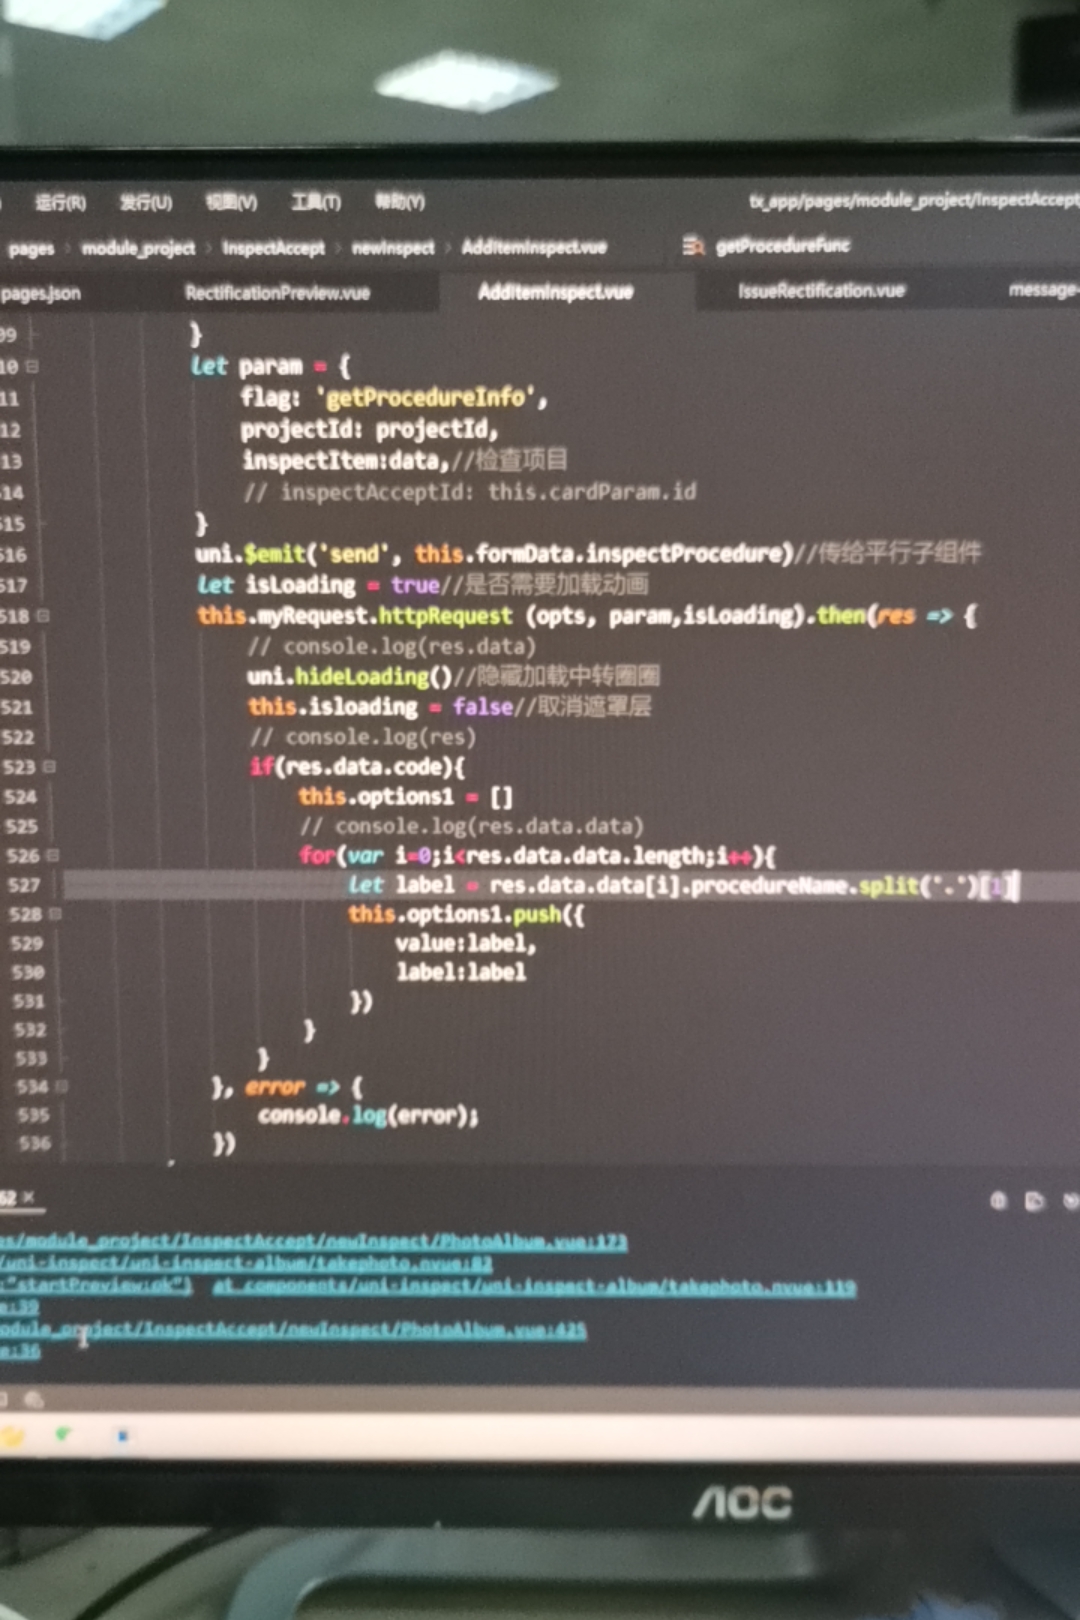 运行(R) 发行(U) 视图(V) 工具(T) 帮助(Y) tx_app/pages/module_project/InspectAccept
pages module_project InspectAccept newInspect AddItemInspect.vue getProcedureFunc
pages.json RectificationPreview.vue AddItemInspect.vue IssueRectification.vue message-
09 }
10 let param = {
11 flag: 'getProcedureInfo',
12 projectId: projectId,
13 inspectItem:data,//检查项目
514 // inspectAcceptId: this.cardParam.id
515 }
516 uni.$emit('send', this.formData.inspectProcedure)//传给平行子组件
517 let isLoading = true//是否需要加载动画
518 this.myRequest.httpRequest (opts, param,isLoading).then(res => {
519 // console.log(res.data)
520 uni.hideLoading()//隐藏加载中转圈圈
521 this.isloading = false//取消遮罩层
522 // console.log(res)
523 if(res.data.code){
524 this.options1 = []
525 // console.log(res.data.data)
526 for(var i=0;i<res.data.data.length;i++){
527 let label = res.data.data[i].procedureName.split('.')[1]
528 this.options1.push({
529 value:label,
530 label:label
531 })
532 }
533 }
534 }, error => {
535 console.log(error);
536 })
62 ×
es/module_project/InspectAccept/newInspect/PhotoAlbum.vue:173
/uni-inspect/uni-inspect-album/takephoto.nvue:82
:"startPreview:ok"} at components/uni-inspect/uni-inspect-album/takephoto.nvue:119
e:39
odule_project/InspectAccept/newInspect/PhotoAlbum.vue:425
e:36
AOC